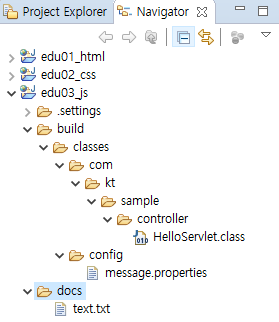 Project Explorer Navigator
edu01_html
edu02_css
edu03_js
.settings
build
classes
com
kt
sample
controller
HelloServlet.class
config
message.properties
docs
text.txt